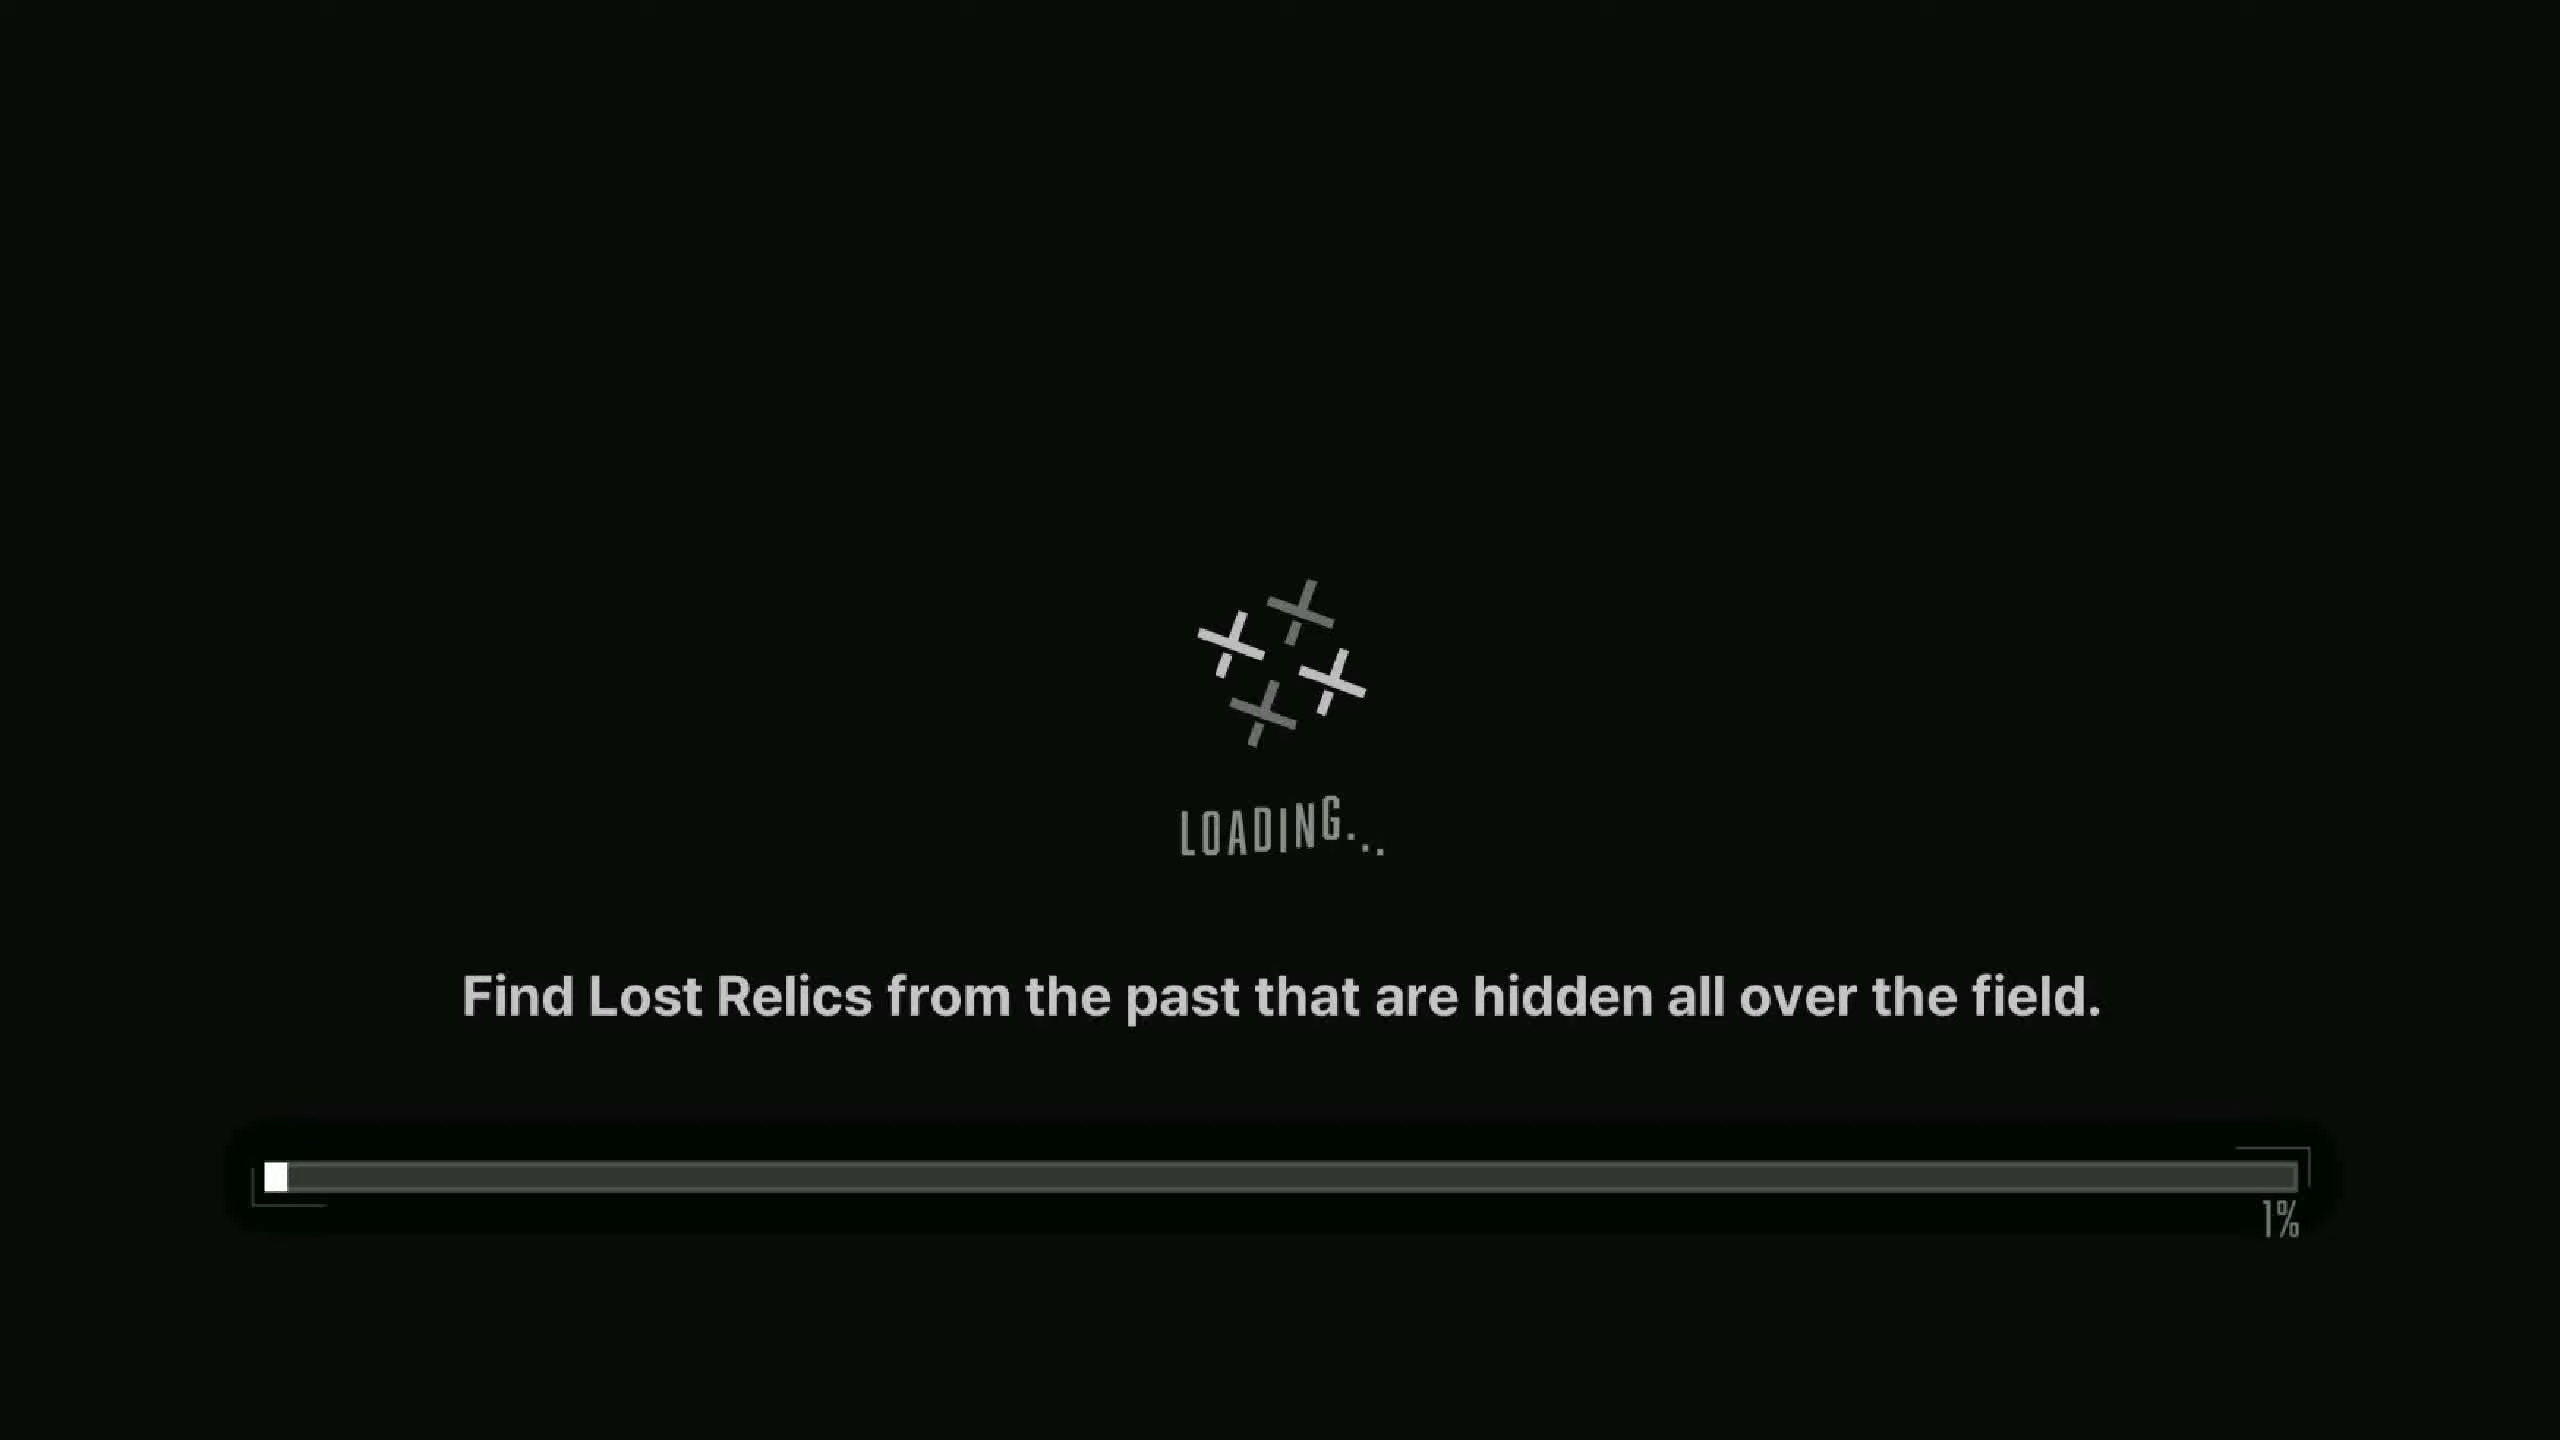 LOADING...
Find Lost Relics from the past that are hidden all over the field.
1%